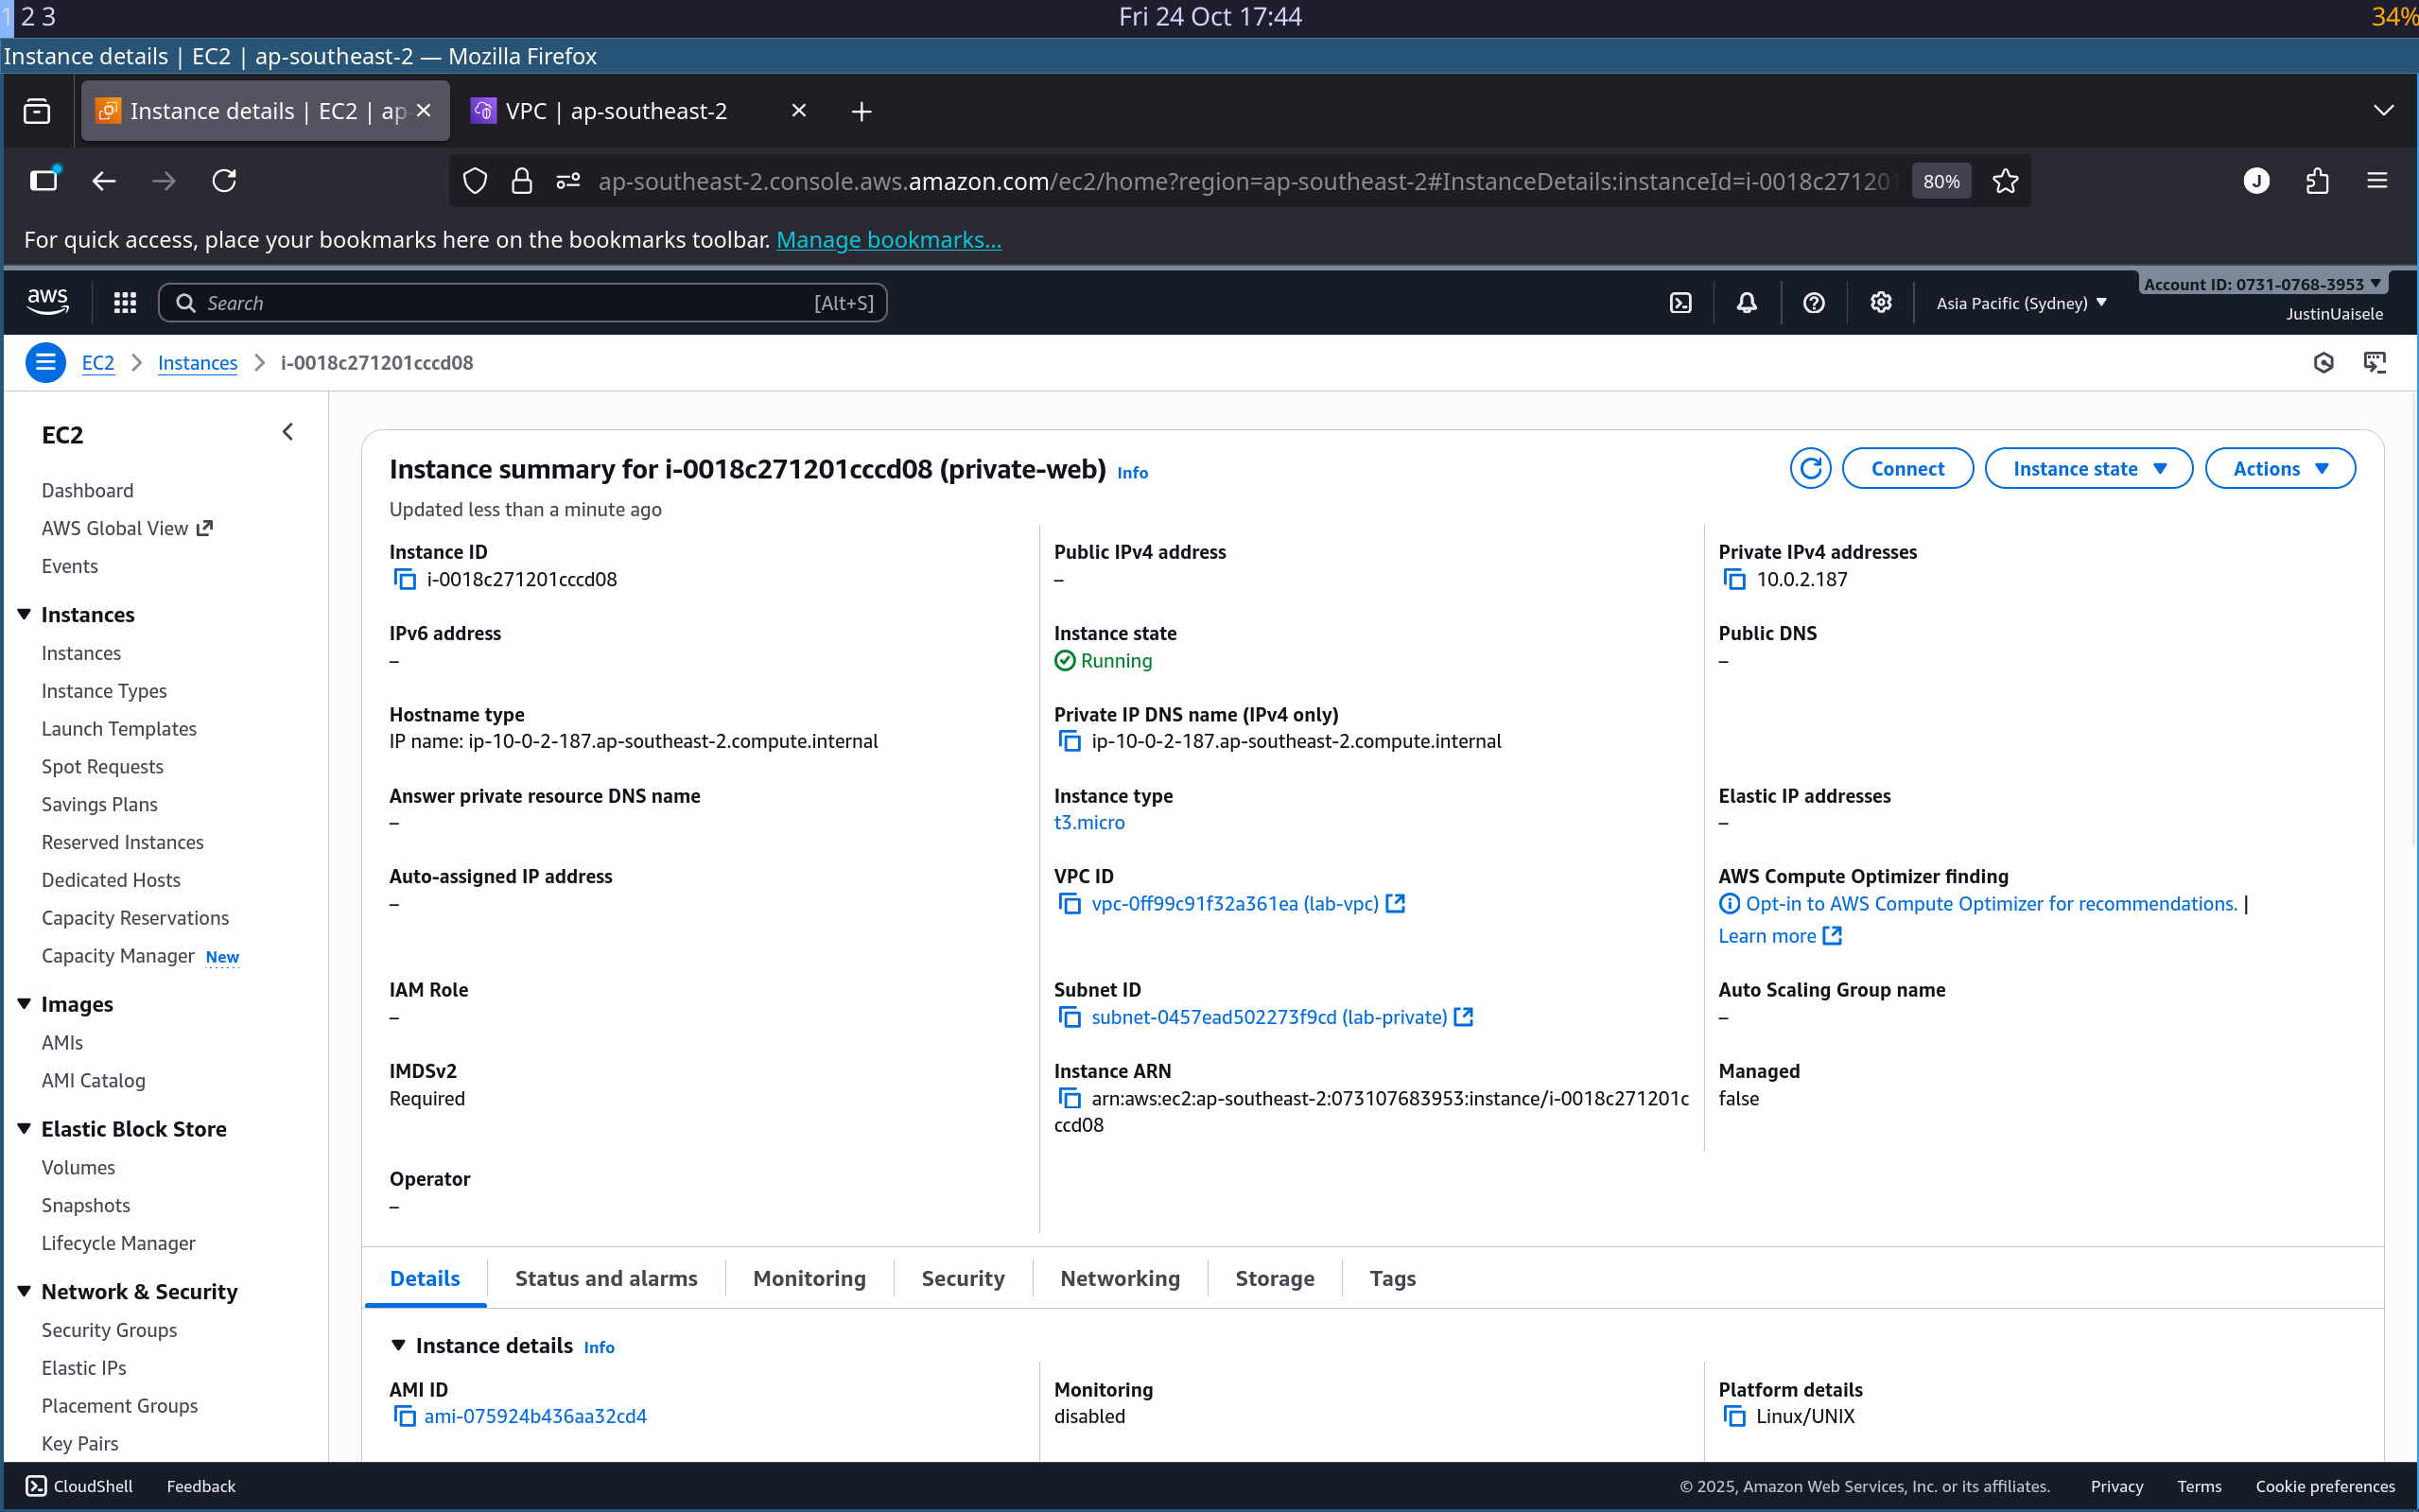 1 2 3
Fri 24 Oct 17:44
34%
Instance details | EC2 | ap-southeast-2 — Mozilla Firefox
Instance details | EC2 | ap
VPC | ap-southeast-2
ap-southeast-2.console.aws.amazon.com/ec2/home?region=ap-southeast-2#InstanceDetails:instanceId=i-0018c271201
80%
J
For quick access, place your bookmarks here on the bookmarks toolbar. Manage bookmarks...
aws
Search
[Alt+S]
Asia Pacific (Sydney)
Account ID: 0731-0768-3953
JustinUaisele
EC2
Instances
i-0018c271201cccd08
EC2
Dashboard
AWS Global View
Events
Instances
Instances
Instance Types
Launch Templates
Spot Requests
Savings Plans
Reserved Instances
Dedicated Hosts
Capacity Reservations
Capacity Manager New
Images
AMIs
AMI Catalog
Elastic Block Store
Volumes
Snapshots
Lifecycle Manager
Network & Security
Security Groups
Elastic IPs
Placement Groups
Key Pairs
Instance summary for i-0018c271201cccd08 (private-web) Info
Updated less than a minute ago
Connect
Instance state
Actions
Instance ID
i-0018c271201cccd08
Public IPv4 address
–
Private IPv4 addresses
10.0.2.187
IPv6 address
–
Instance state
Running
Public DNS
–
Hostname type
IP name: ip-10-0-2-187.ap-southeast-2.compute.internal
Private IP DNS name (IPv4 only)
ip-10-0-2-187.ap-southeast-2.compute.internal
Answer private resource DNS name
–
Instance type
t3.micro
Elastic IP addresses
–
Auto-assigned IP address
–
VPC ID
vpc-0ff99c91f32a361ea (lab-vpc)
AWS Compute Optimizer finding
Opt-in to AWS Compute Optimizer for recommendations. |
Learn more
IAM Role
–
Subnet ID
subnet-0457ead502273f9cd (lab-private)
Auto Scaling Group name
–
IMDSv2
Required
Instance ARN
arn:aws:ec2:ap-southeast-2:073107683953:instance/i-0018c271201c
ccd08
Managed
false
Operator
–
Details
Status and alarms
Monitoring
Security
Networking
Storage
Tags
Instance details Info
AMI ID
ami-075924b436aa32cd4
Monitoring
disabled
Platform details
Linux/UNIX
CloudShell
Feedback
© 2025, Amazon Web Services, Inc. or its affiliates.
Privacy
Terms
Cookie preferences